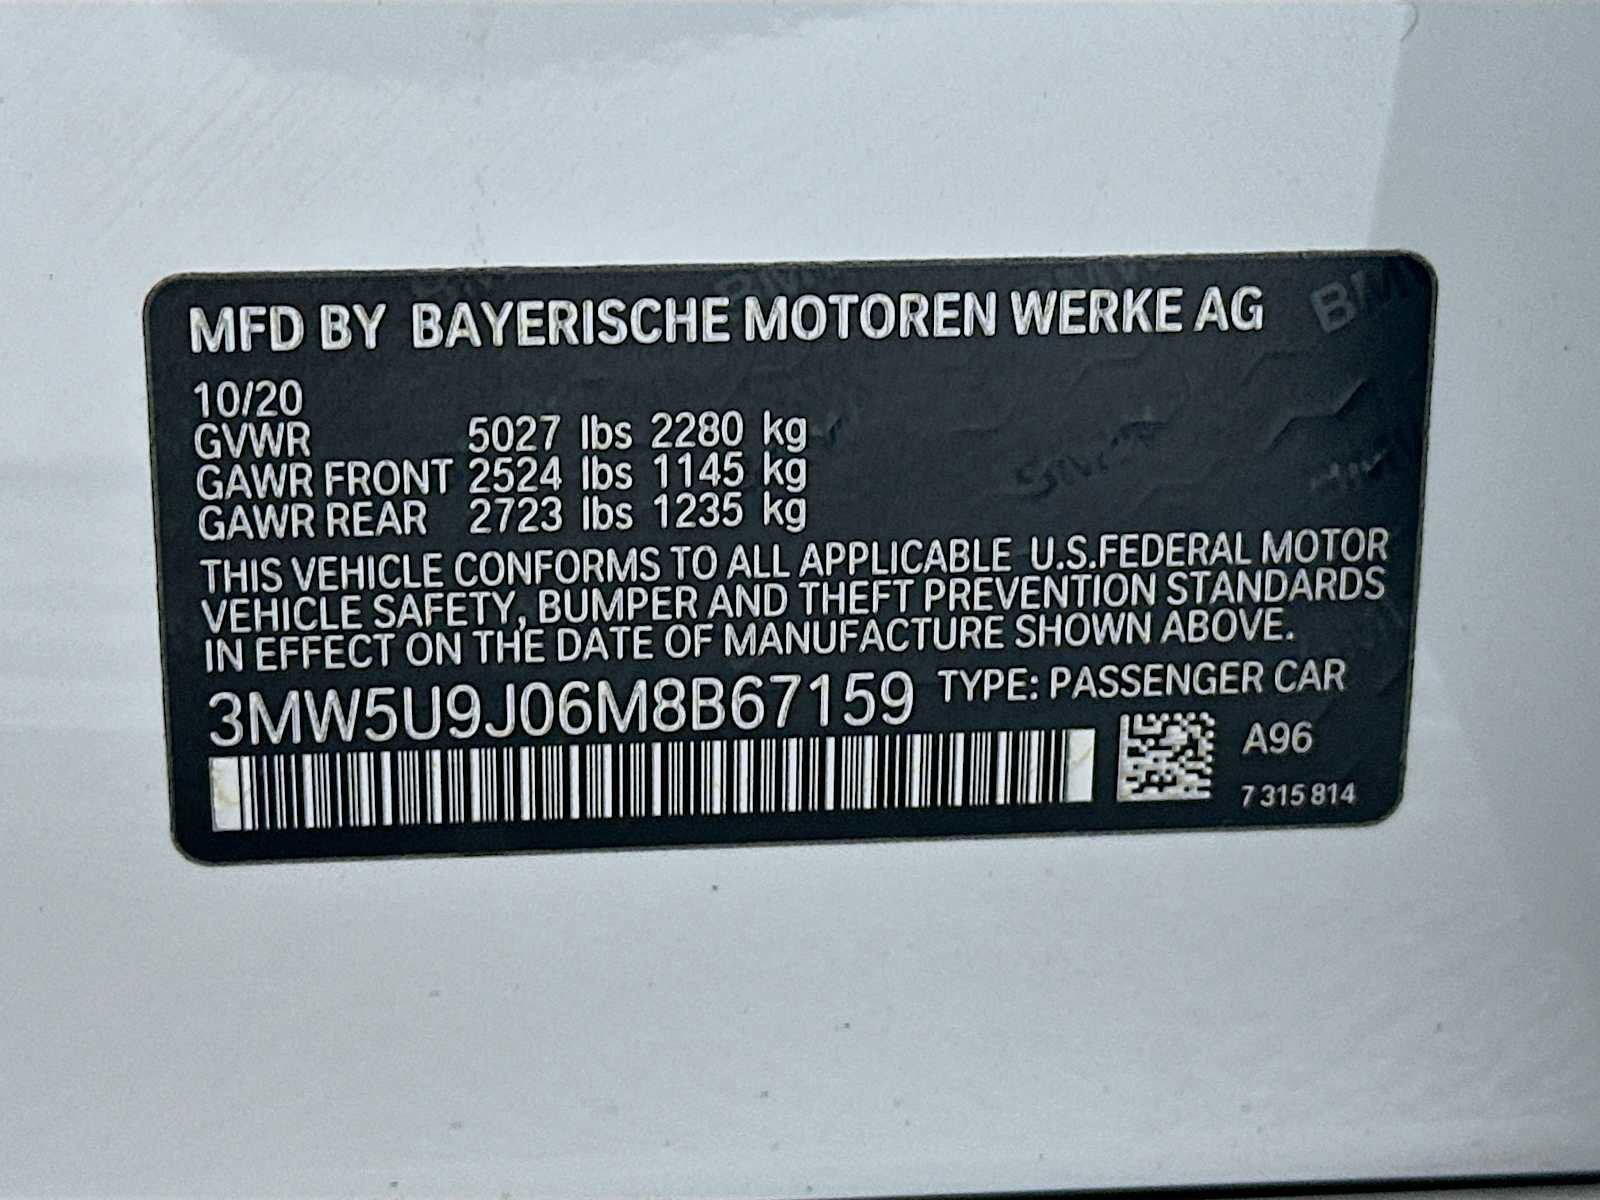 MFD BY BAYERISCHE MOTOREN WERKE AG
10/20
GVWR 5027 lbs 2280 kg
GAWR FRONT 2524 lbs 1145 kg
GAWR REAR 2723 lbs 1235 kg
THIS VEHICLE CONFORMS TO ALL APPLICABLE U.S.FEDERAL MOTOR
VEHICLE SAFETY, BUMPER AND THEFT PREVENTION STANDARDS
IN EFFECT ON THE DATE OF MANUFACTURE SHOWN ABOVE.
3MW5U9J06M8B67159 TYPE: PASSENGER CAR
A96
7 315 814